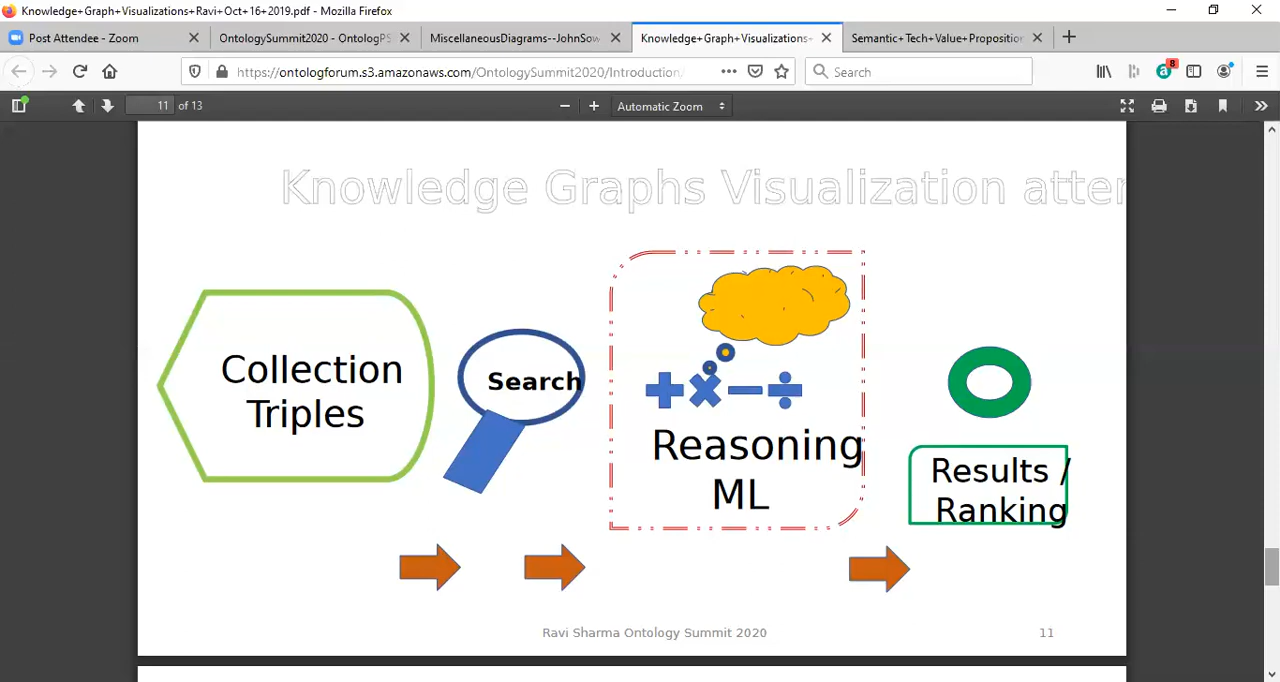 Knowledge+Graph+Visualizations+Ravi+Oct+16+2019.pdf - Mozilla Firefox
Post Attendee - Zoom
OntologySummit2020 - OntologPS
MiscellaneousDiagrams--JohnSow
Knowledge+Graph+Visualizations-
Semantic+Tech+Value+Proposition
https://ontologforum.s3.amazonaws.com/OntologySummit2020/Introduction/
Search
8
11 of 13
Automatic Zoom
Knowledge Graphs Visualization atter
Collection
Triples
Search
Reasoning
ML
Results /
Ranking
Ravi Sharma Ontology Summit 2020
11